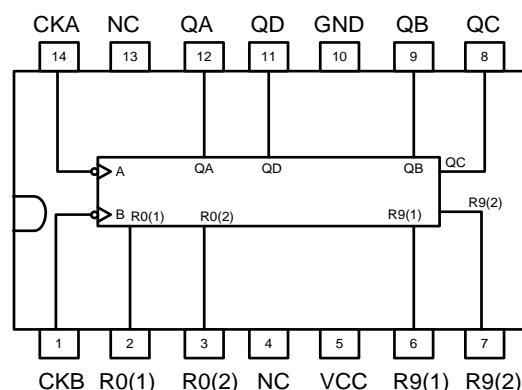 CKA NC QA QD GND QB QC
14 13 12 11 10 9 8
A QA QD QB QC
B R0(1) R0(2) R9(1) R9(2)
1 2 3 4 5 6 7
CKB R0(1) R0(2) NC VCC R9(1) R9(2)